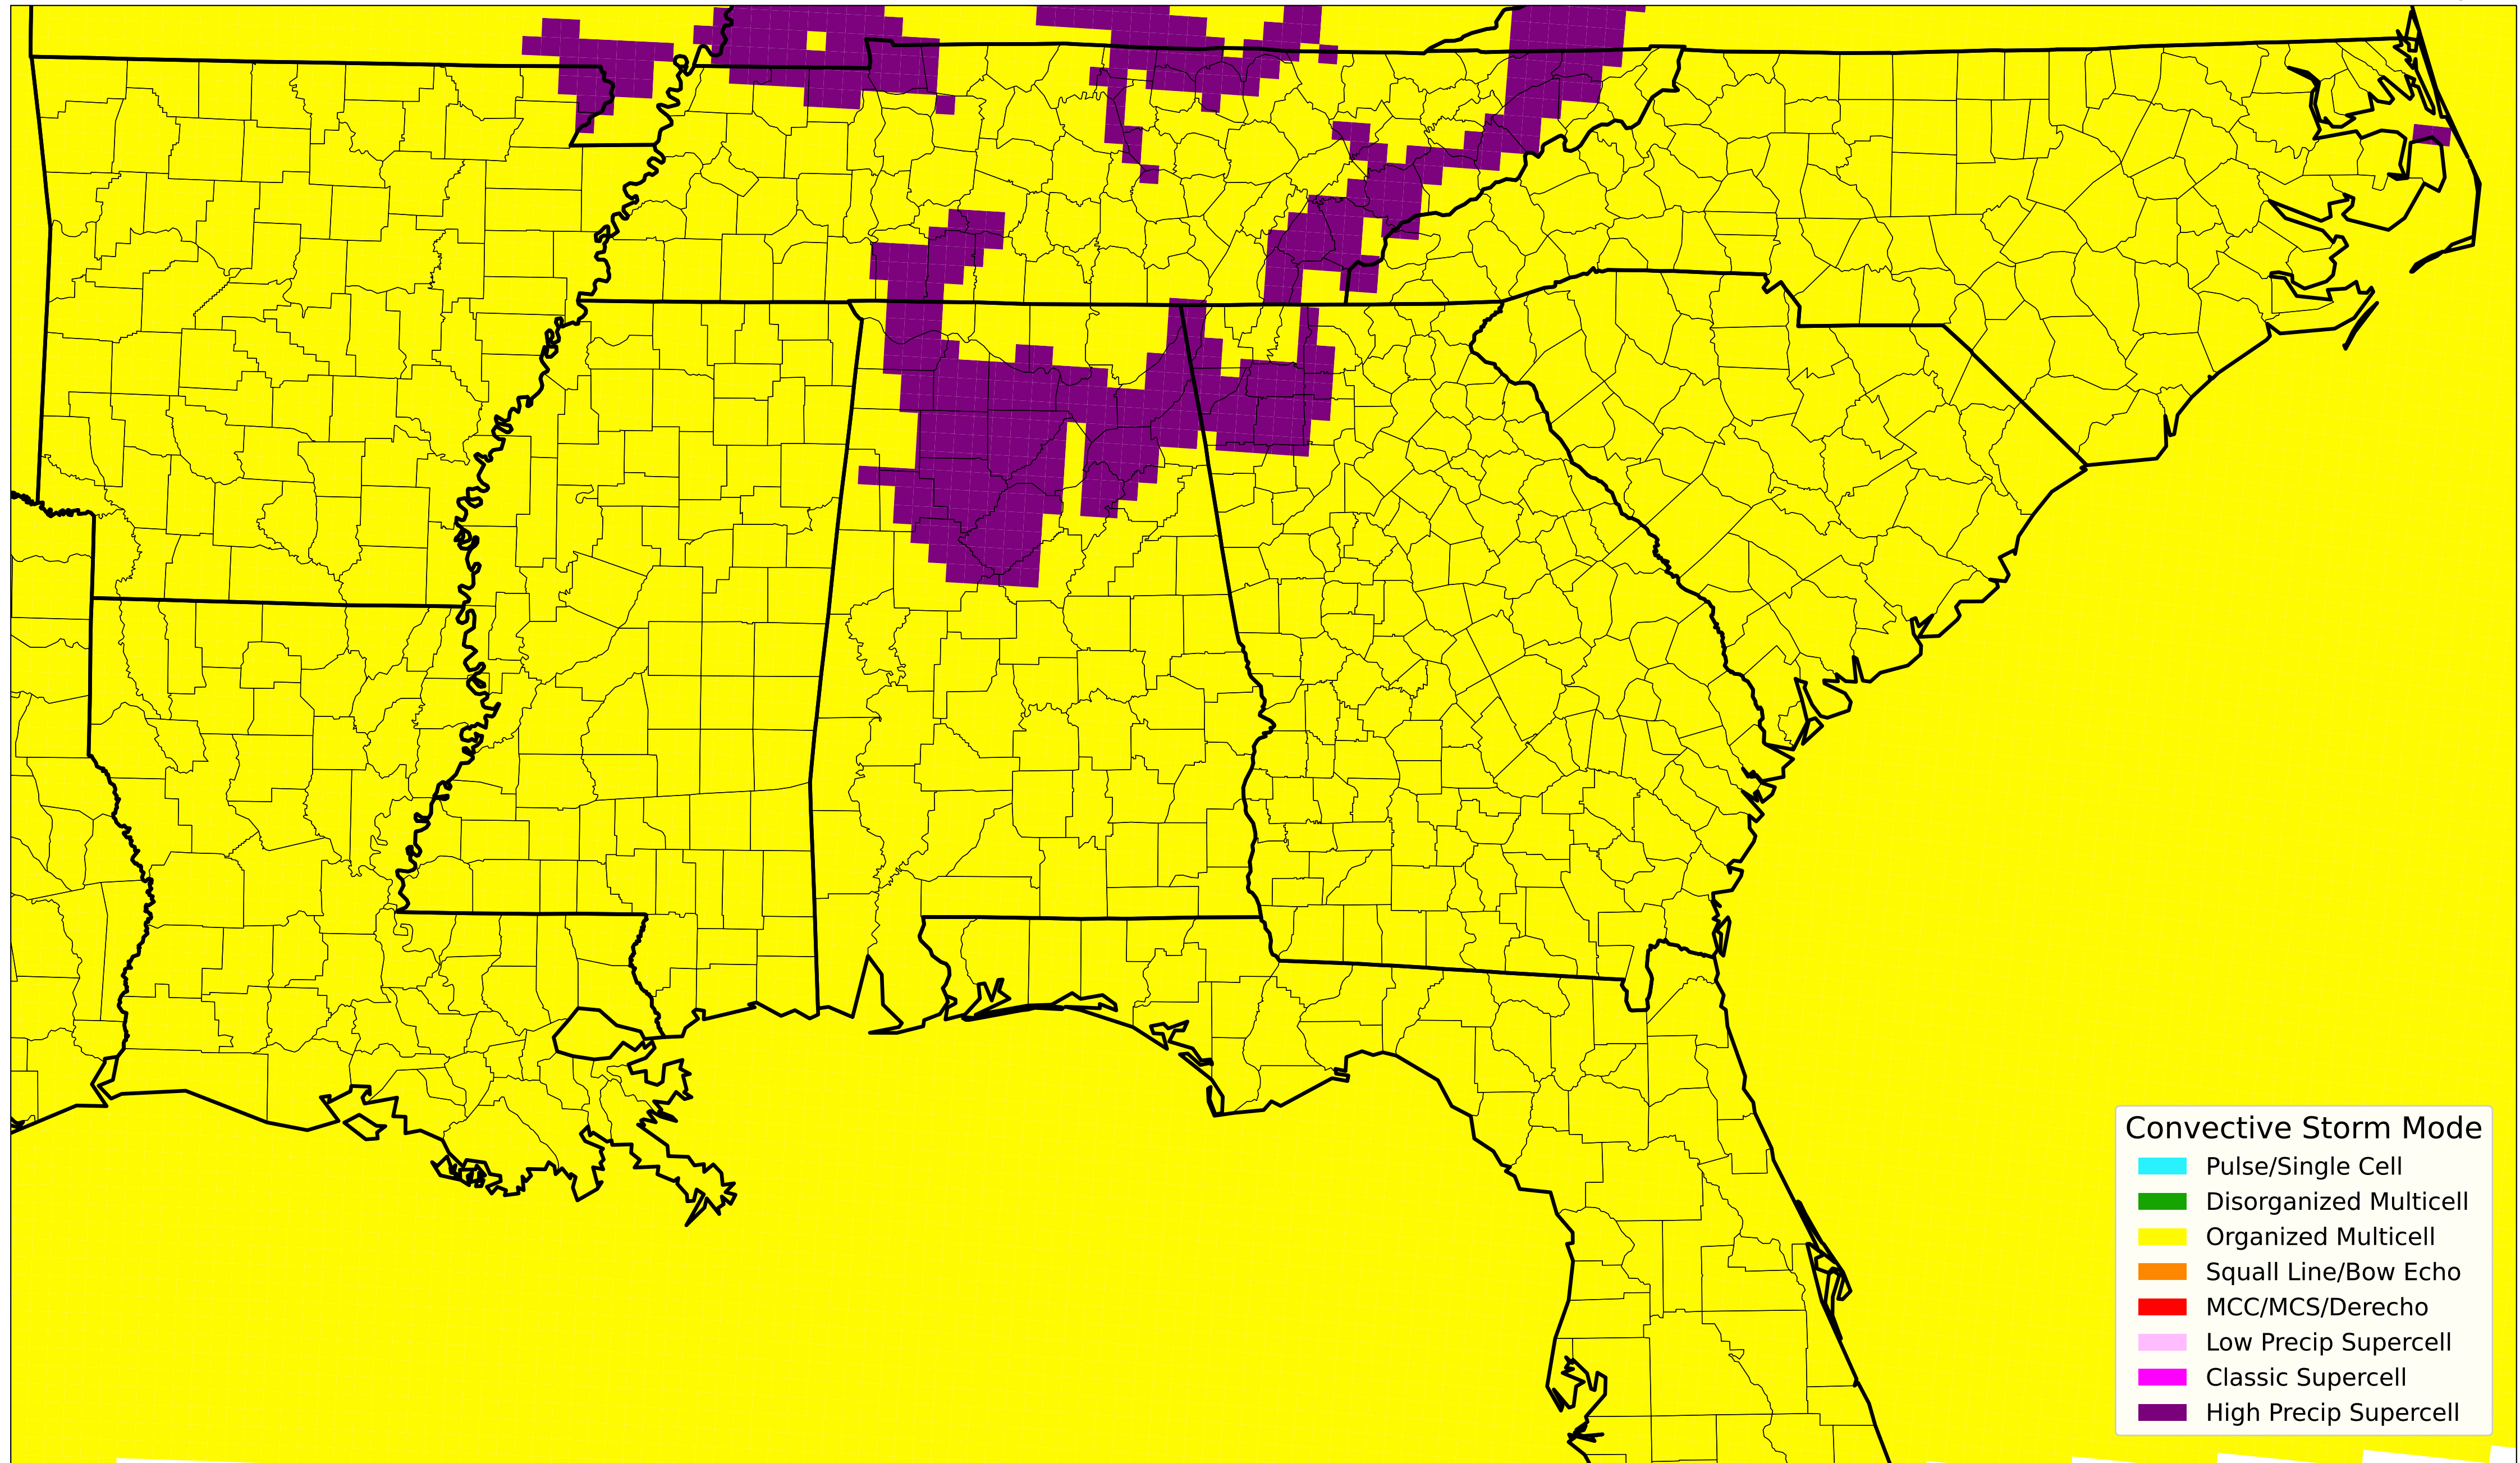 Convective Storm Mode
Pulse/Single Cell
Disorganized Multicell
Organized Multicell
Squall Line/Bow Echo
MCC/MCS/Derecho
Low Precip Supercell
Classic Supercell
High Precip Supercell